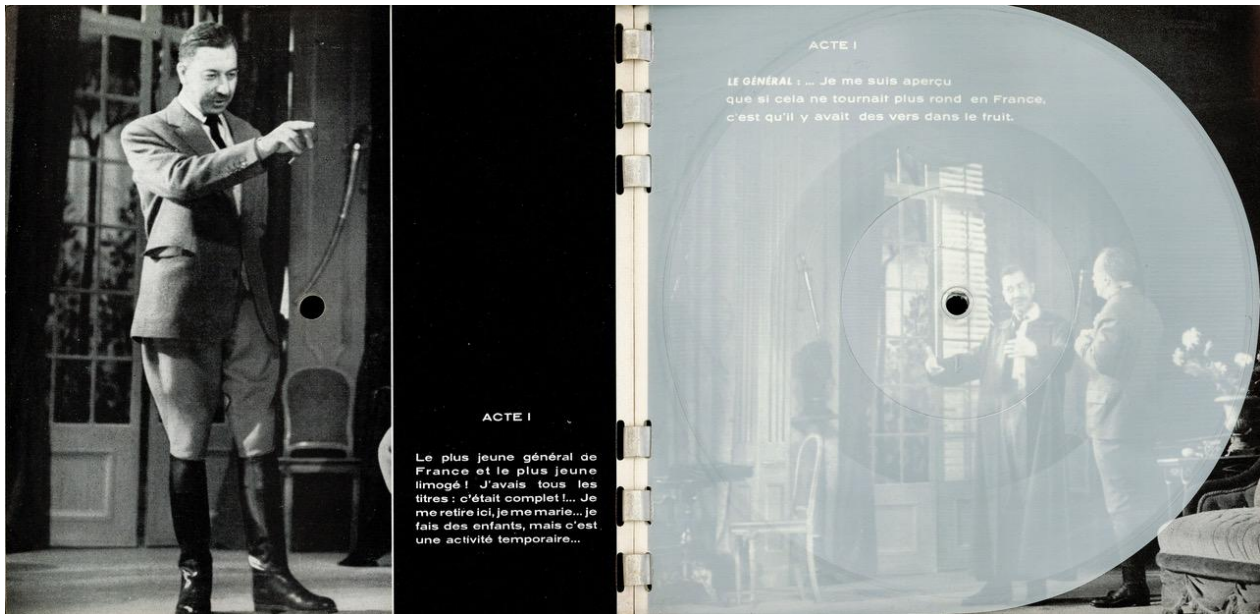 ACTE I
Le plus jeune général de
France et le plus jeune
limogé ! J'avais tous les
titres : c'était complet !... Je
me retire ici, je me marie... je
fais des enfants, mais c'est
une activité temporaire...
ACTE I
LE GÉNÉRAL : ... Je me suis aperçu
que si cela ne tournait plus rond en France,
c'est qu'il y avait des vers dans le fruit.